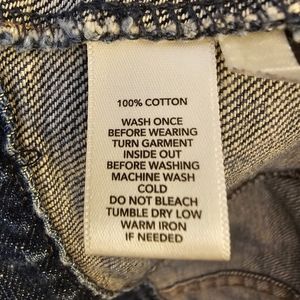 100% COTTON
WASH ONCE
BEFORE WEARING
TURN GARMENT
INSIDE OUT
BEFORE WASHING
MACHINE WASH
COLD
DO NOT BLEACH
TUMBLE DRY LOW
WARM IRON
IF NEEDED